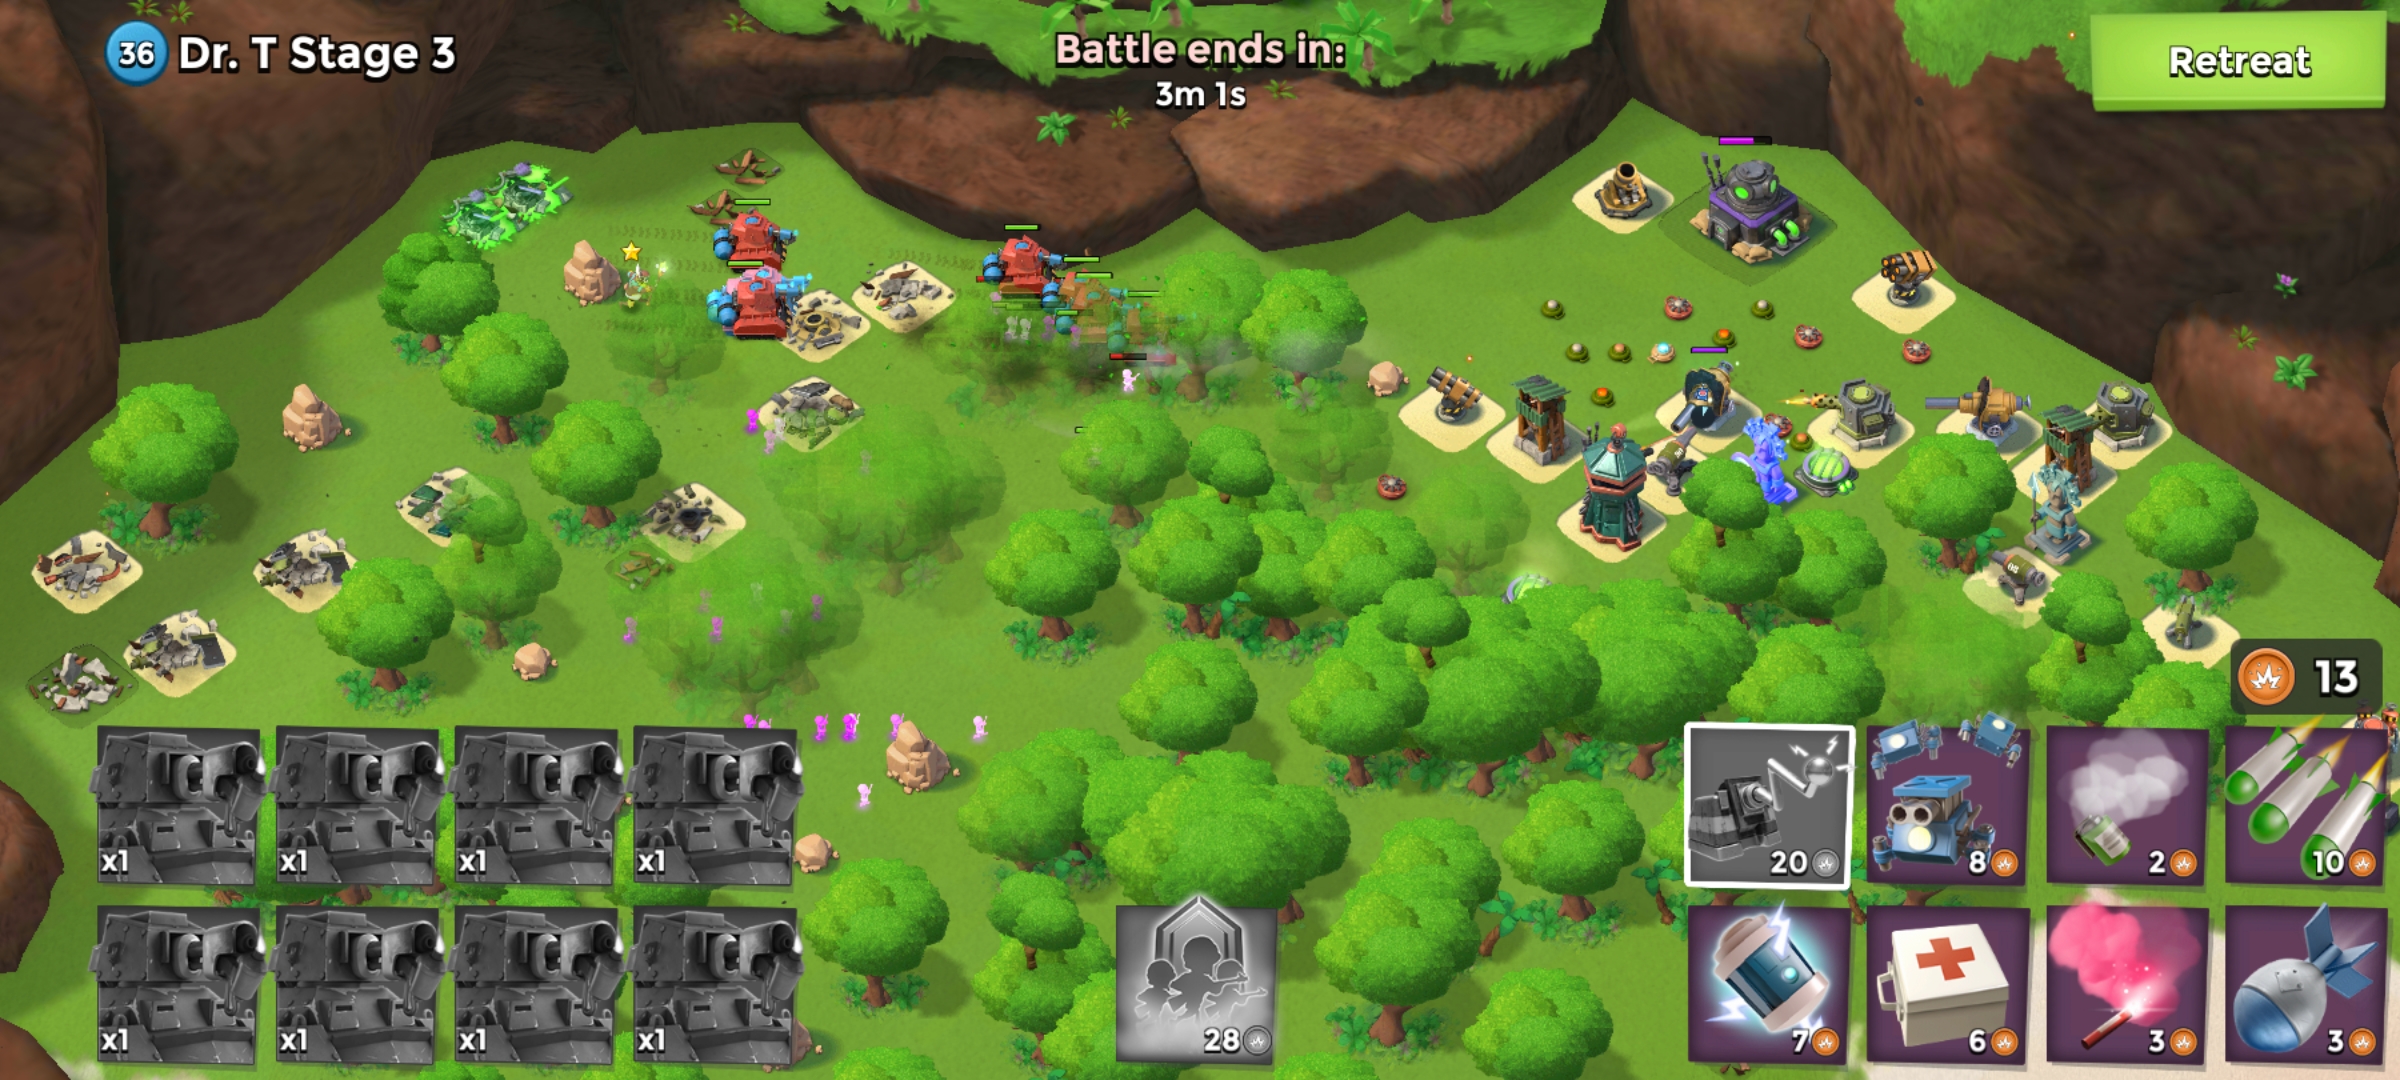 36 Dr. T Stage 3
Battle ends in:
3m 1s
Retreat
13
x1 x1 x1 x1
20 8 2 10
x1 x1 x1 x1
28
7 6 3 3